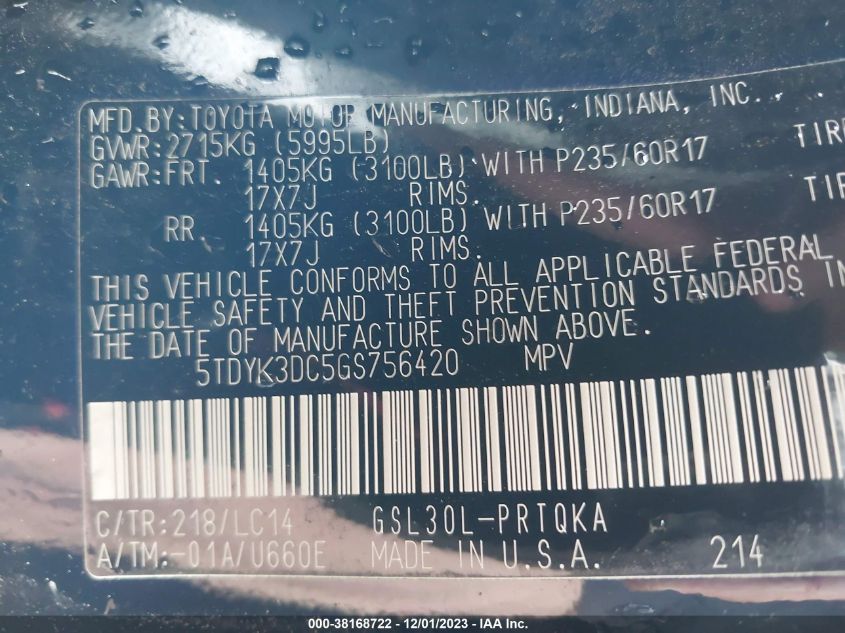 MFD. BY: TOYOTA MOTOR MANUFACTURING, INDIANA, INC.
GVWR: 2715KG (5995LB)
GAWR: FRT. 1405KG (3100LB) WITH P235/60R17 TIRE
17X7J RIMS.
RR 1405KG (3100LB) WITH P235/60R17 TIR
17X7J RIMS.
THIS VEHICLE CONFORMS TO ALL APPLICABLE FEDERAL
VEHICLE SAFETY AND THEFT PREVENTION STANDARDS IN
THE DATE OF MANUFACTURE SHOWN ABOVE.
5TDYK3DC5GS756420 MPV
C/TR: 218/LC14 GSL30L-PRTQKA
A/TM: -01A/U660E MADE IN U.S.A. 214
000-38168722 - 12/01/2023 - IAA Inc.